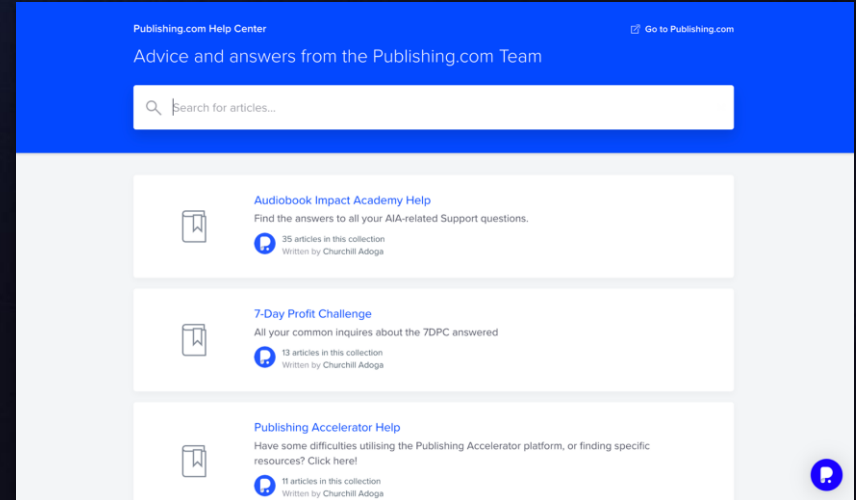 Publishing.com Help Center
Go to Publishing.com
Advice and answers from the Publishing.com Team
Search for articles...
Audiobook Impact Academy Help
Find the answers to all your AIA-related Support questions.
35 articles in this collection
Written by Churchill Adoga
7-Day Profit Challenge
All your common inquires about the 7DPC answered
13 articles in this collection
Written by Churchill Adoga
Publishing Accelerator Help
Have some difficulties utilising the Publishing Accelerator platform, or finding specific
resources? Click here!
11 articles in this collection
Written by Churchill Adoga